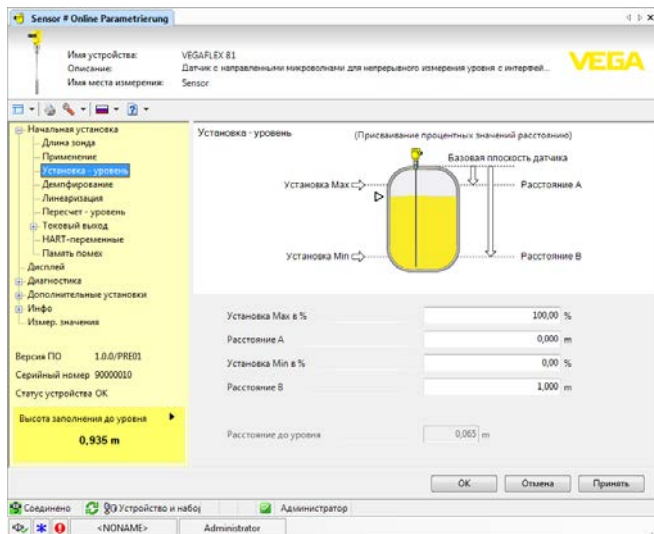 Sensor # Online Parametrierung
Имя устройства: VEGAFLEX 81
Описание: Датчик с направленными микроволнами для непрерывного измерения уровня с интерфей...
Имя места измерения: Sensor
VEGA
Начальная установка
Длина зонда
Применение
Установка - уровень
Демпфирование
Линеаризация
Пересчет - уровень
Токовый выход
HART-переменные
Память помех
Дисплей
Диагностика
Дополнительные установки
Инфо
Измер. значения
Версия ПО 1.0.0/PRE01
Серийный номер 90000010
Статус устройства OK
Высота заполнения до уровня
0,935 m
Установка - уровень (Присваивание процентных значений расстоянию)
Базовая плоскость датчика
Установка Max
Расстояние A
Установка Min
Расстояние B
Установка Max в % 100,00 %
Расстояние A 0,000 m
Установка Min в % 0,00 %
Расстояние B 1,000 m
Расстояние до уровня 0,065 m
OK Отмена Принять
Соединено Устройство и набој Администратор
<NONAME> Administrator